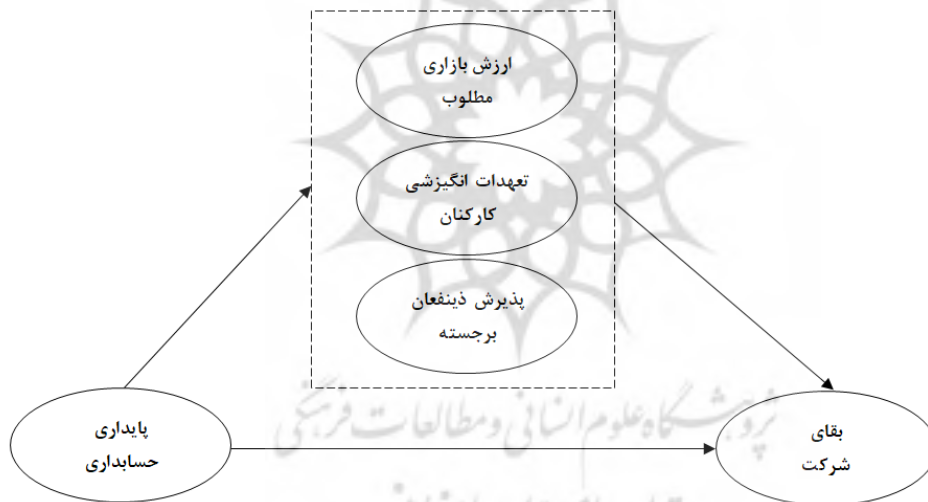 ارزش بازاری
مطلوب
تعهدات انگیزشی
کارکنان
پذیرش ذینفعان
برجسته
پژوهشگاه علوم انسانی و مطالعات فرهنگی
پایداری
حسابداری
بقای
شرکت